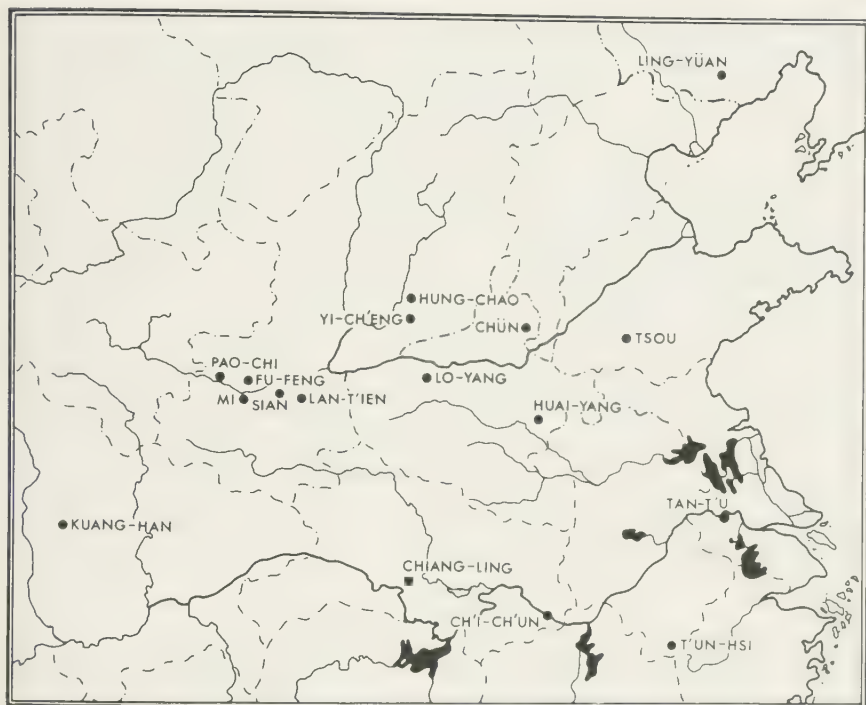 LING-YÜAN
HUNG-CHAO
YI-CH'ENG
CHÜN
TSOU
PAO-CHI
FU-FENG
LO-YANG
MI
SIAN
LAN-T'IEN
HUAI-YANG
TAN-T'U
KUANG-HAN
CHIANG-LING
CH'I-CH'UN
T'UN-HSI